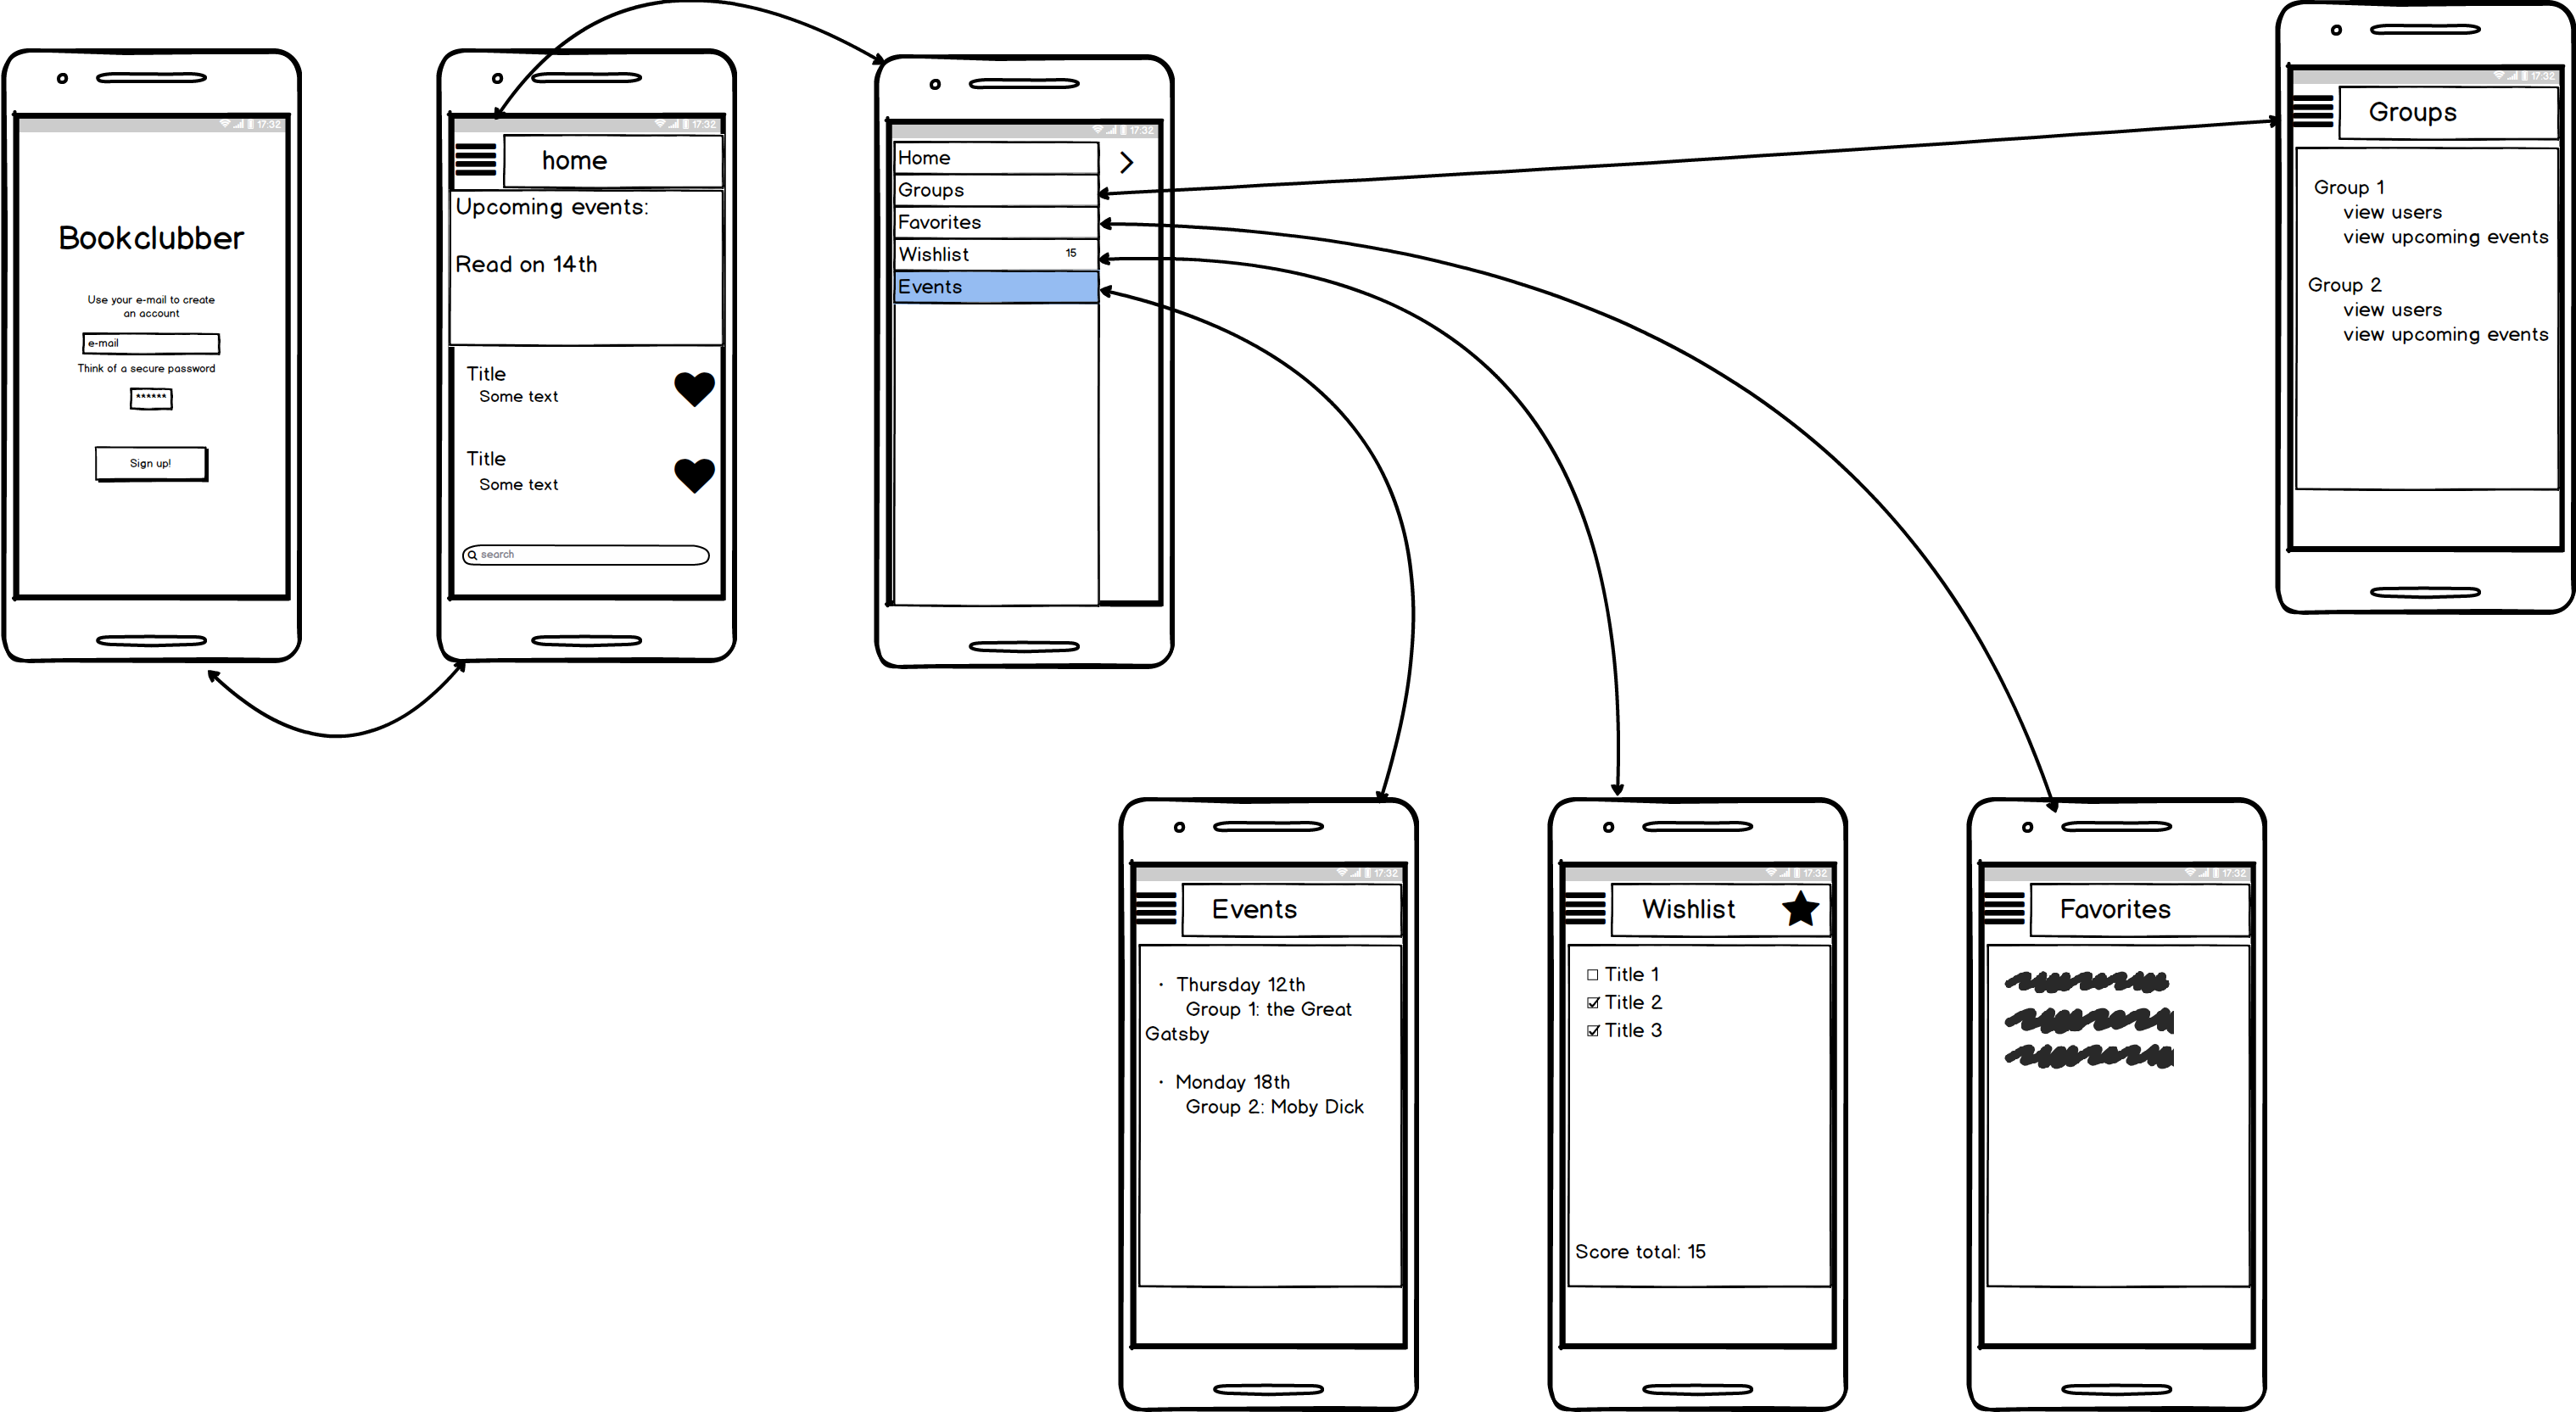 17:32
Bookclubber
Use your e-mail to create
an account
e-mail
Think of a secure password
******
Sign up!
17:32
home
Upcoming events:
Read on 14th
Title
Some text
Title
Some text
search
17:32
Home
Groups
Favorites
Wishlist 15
Events
17:32
Groups
Group 1
view users
view upcoming events
Group 2
view users
view upcoming events
17:32
Events
· Thursday 12th
Group 1: the Great
Gatsby
· Monday 18th
Group 2: Moby Dick
17:32
Wishlist
Title 1
Title 2
Title 3
Score total: 15
17:32
Favorites